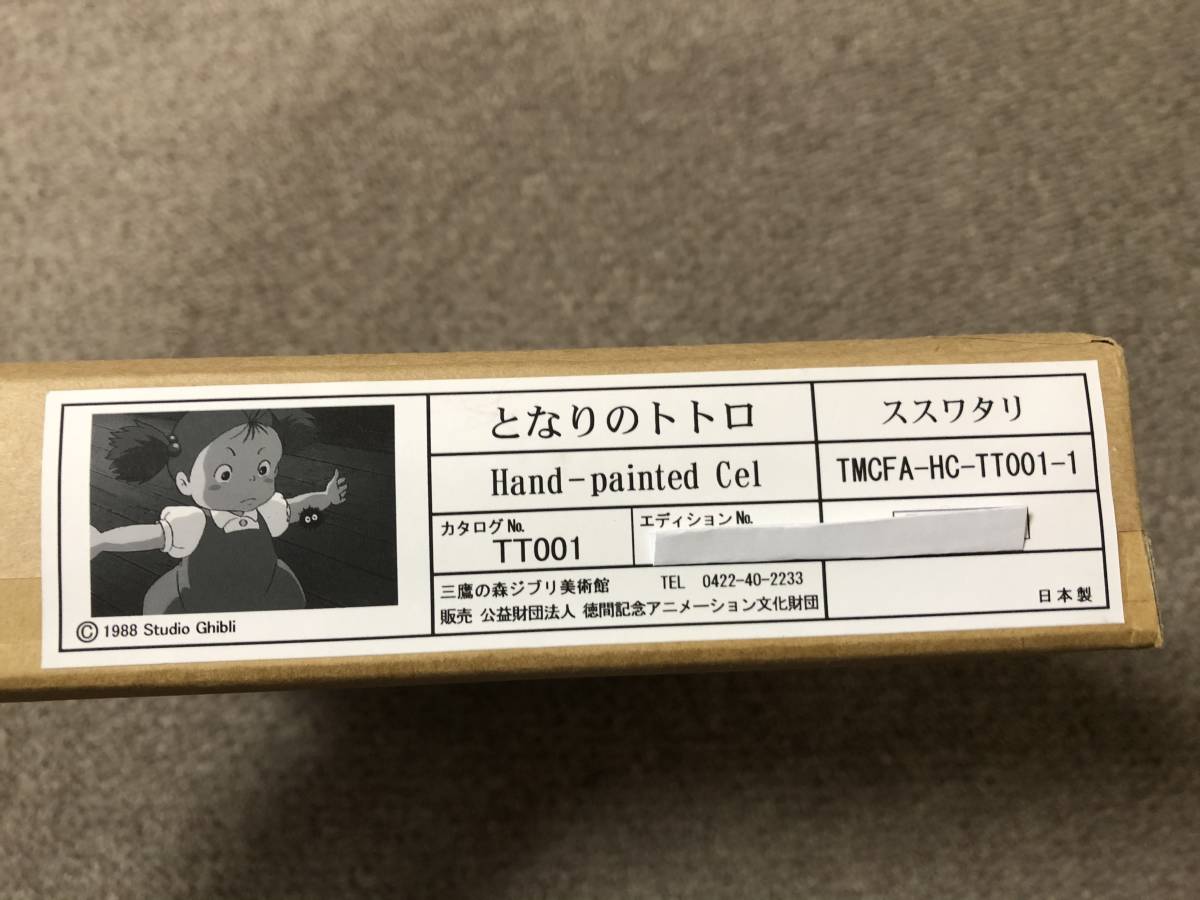 となりのトトロ
ススワタリ
Hand-painted Cel
TMCFA-HC-TT001-1
カタログ№
TT001
エディション№
三鷹の森ジブリ美術館 TEL 0422-40-2233
販売 公益財団法人 徳間記念アニメーション文化財団
日本製
© 1988 Studio Ghibli